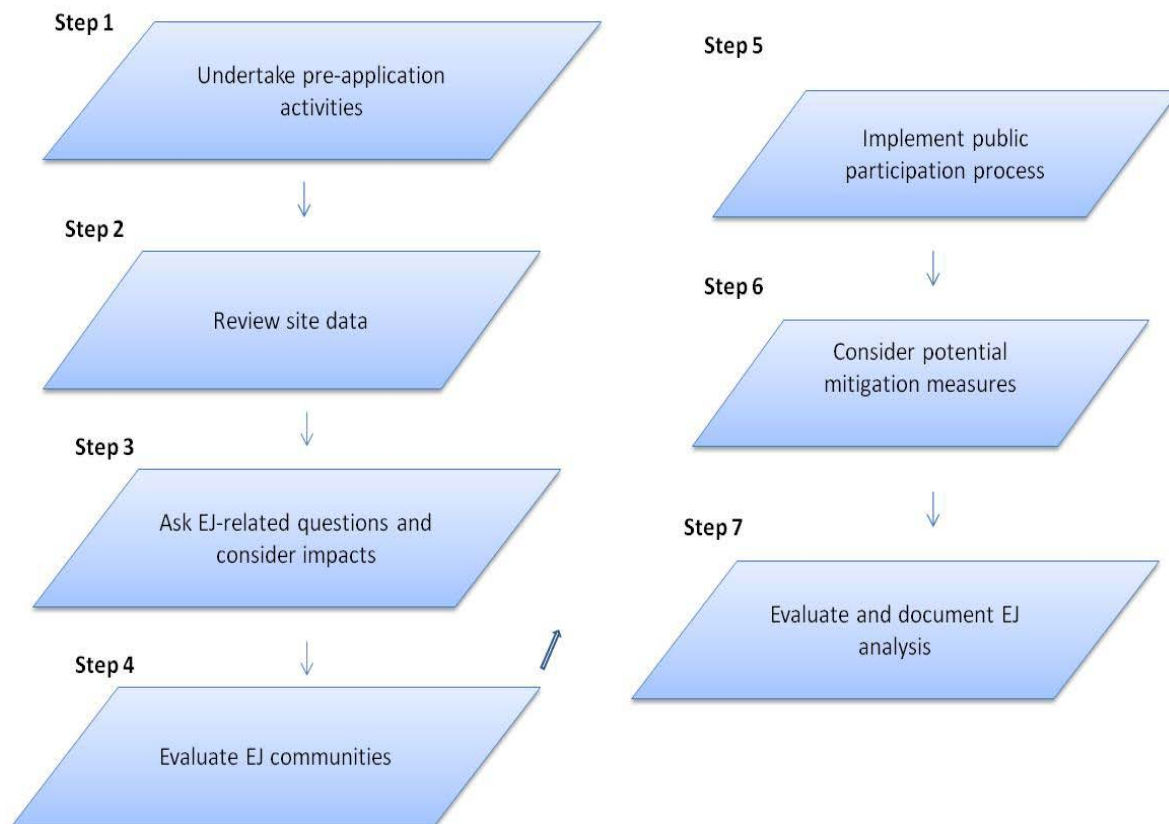 Step 1
Undertake pre-application
activities
Step 2
Review site data
Step 3
Ask EJ-related questions and
consider impacts
Step 4
Evaluate EJ communities
Step 5
Implement public
participation process
Step 6
Consider potential
mitigation measures
Step 7
Evaluate and document EJ
analysis